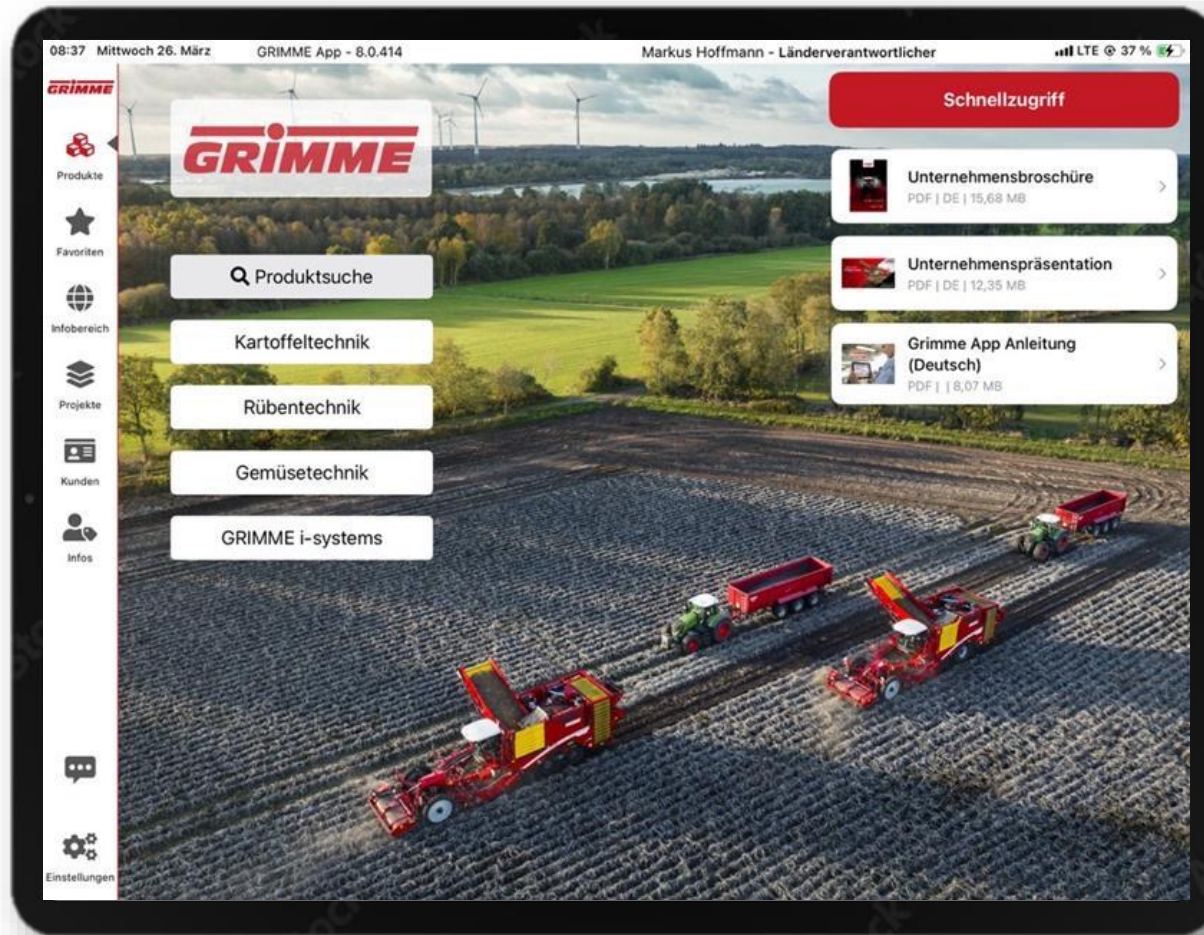 08:37 Mittwoch 26. März GRIMME App - 8.0.414 Markus Hoffmann - Länderverantwortlicher LTE 37 %
GRIMME
Produkte
Favoriten
Infobereich
Projekte
Kunden
Infos
Einstellungen
GRIMME
Produktsuche
Kartoffeltechnik
Rübentechnik
Gemüsetechnik
GRIMME i-systems
Schnellzugriff
Unternehmensbroschüre
PDF | DE | 15,68 MB
Unternehmenspräsentation
PDF | DE | 12,35 MB
Grimme App Anleitung
(Deutsch)
PDF | | 8,07 MB